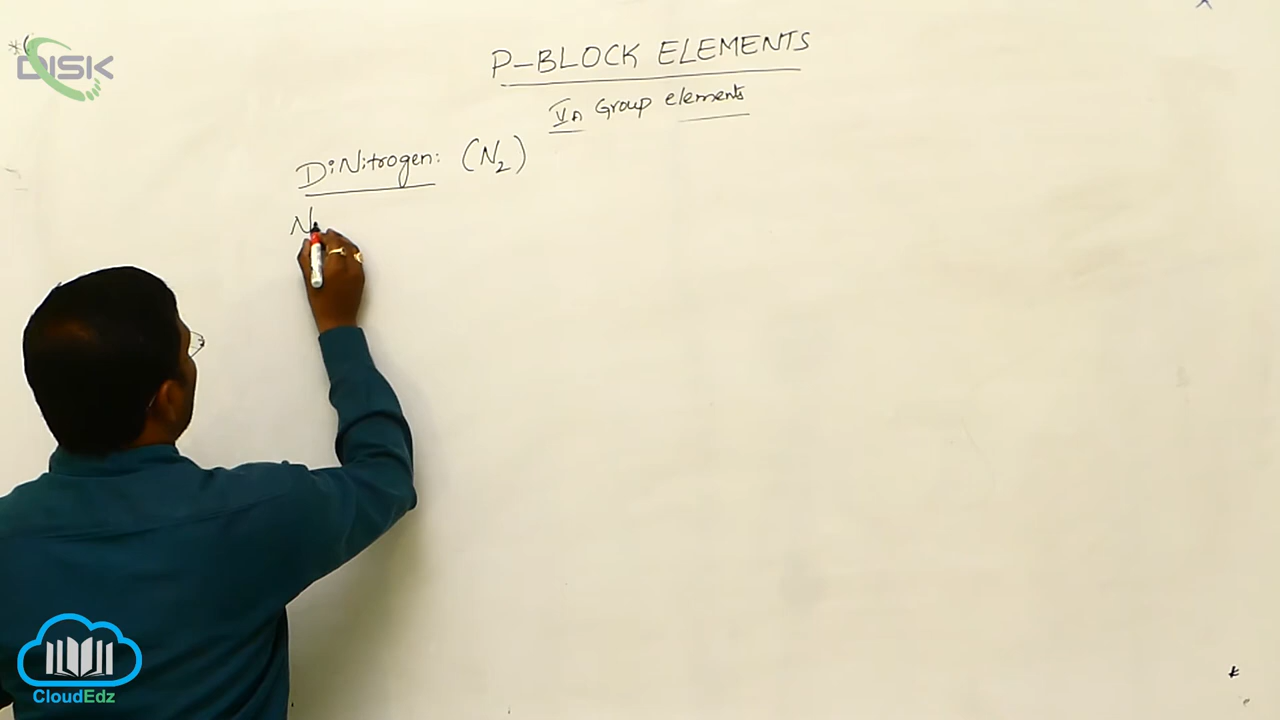 DISK
P-BLOCK ELEMENTS
VA Group elements
DiNitrogen: (N2)
N
CloudEdz